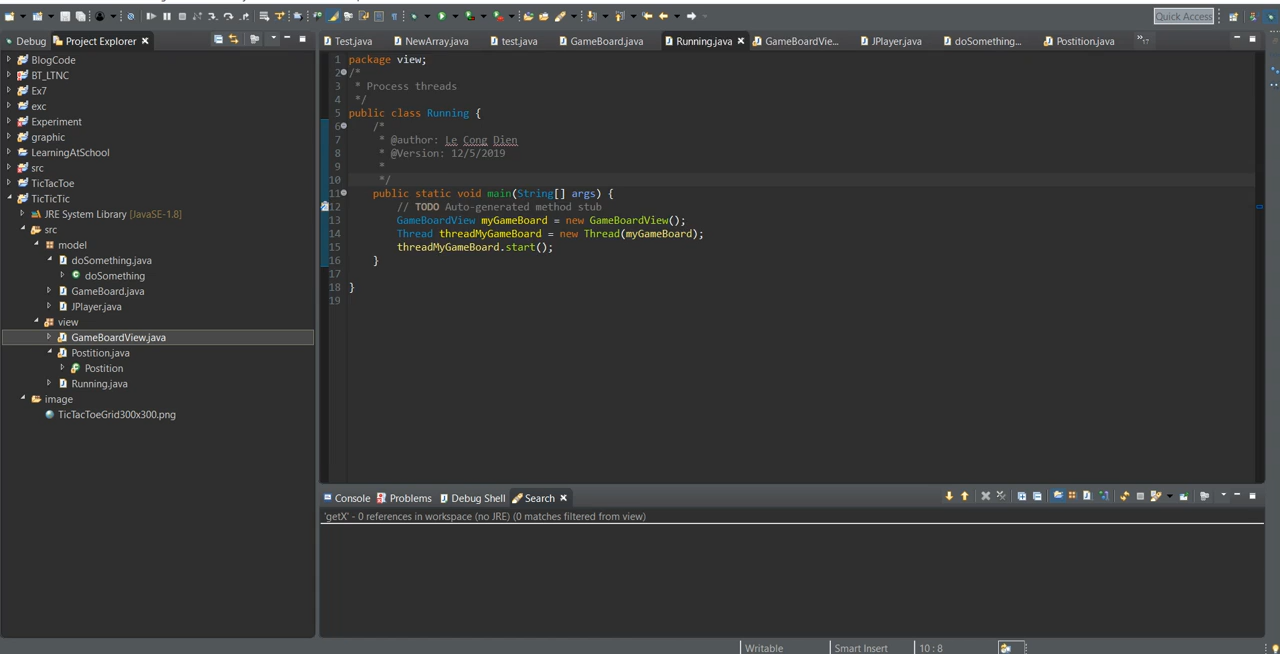 Quick Access
Debug Project Explorer
Test.java NewArray.java test.java GameBoard.java Running.java GameBoardVie... JPlayer.java doSomething... Postition.java »17
BlogCode
BT_LTNC
Ex7
exc
Experiment
graphic
LearningAtSchool
src
TicTacToe
TicTicTic
JRE System Library [JavaSE-1.8]
src
model
doSomething.java
doSomething
GameBoard.java
JPlayer.java
view
GameBoardView.java
Postition.java
Postition
Running.java
image
TicTacToeGrid300x300.png
1 package view;
2 /*
3 * Process threads
4 */
5 public class Running {
6 /*
7 * @author: Le Cong Dien
8 * @Version: 12/5/2019
9 *
10 */
11 public static void main(String[] args) {
12 // TODO Auto-generated method stub
13 GameBoardView myGameBoard = new GameBoardView();
14 Thread threadMyGameBoard = new Thread(myGameBoard);
15 threadMyGameBoard.start();
16 }
17
18 }
19
Console Problems Debug Shell Search
'getX' - 0 references in workspace (no JRE) (0 matches filtered from view)
Writable Smart Insert 10 : 8